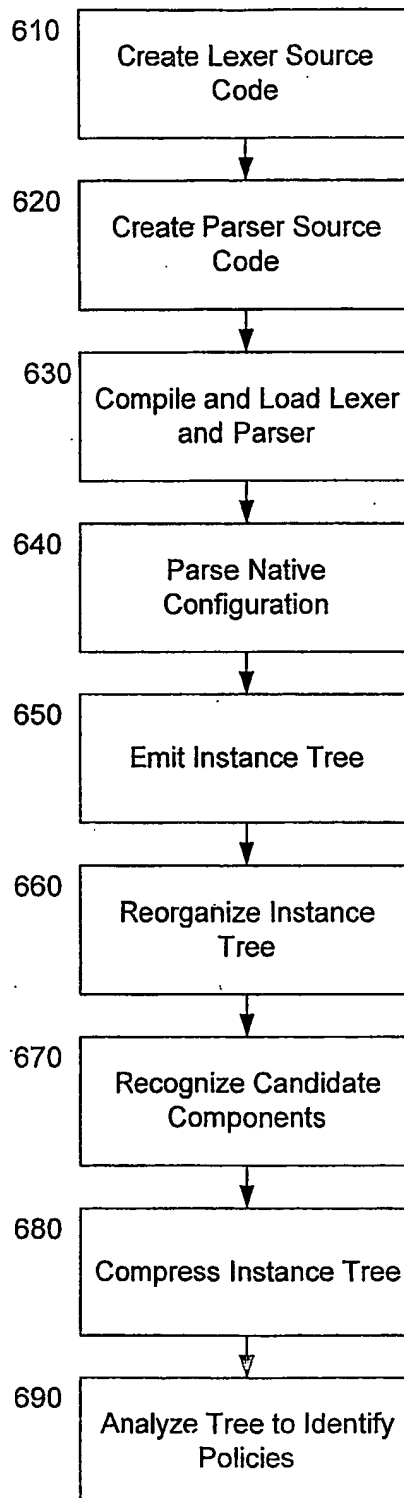 610
Create Lexer Source
Code
620
Create Parser Source
Code
630
Compile and Load Lexer
and Parser
640
Parse Native
Configuration
650
Emit Instance Tree
660
Reorganize Instance
Tree
670
Recognize Candidate
Components
680
Compress Instance Tree
690
Analyze Tree to Identify
Policies